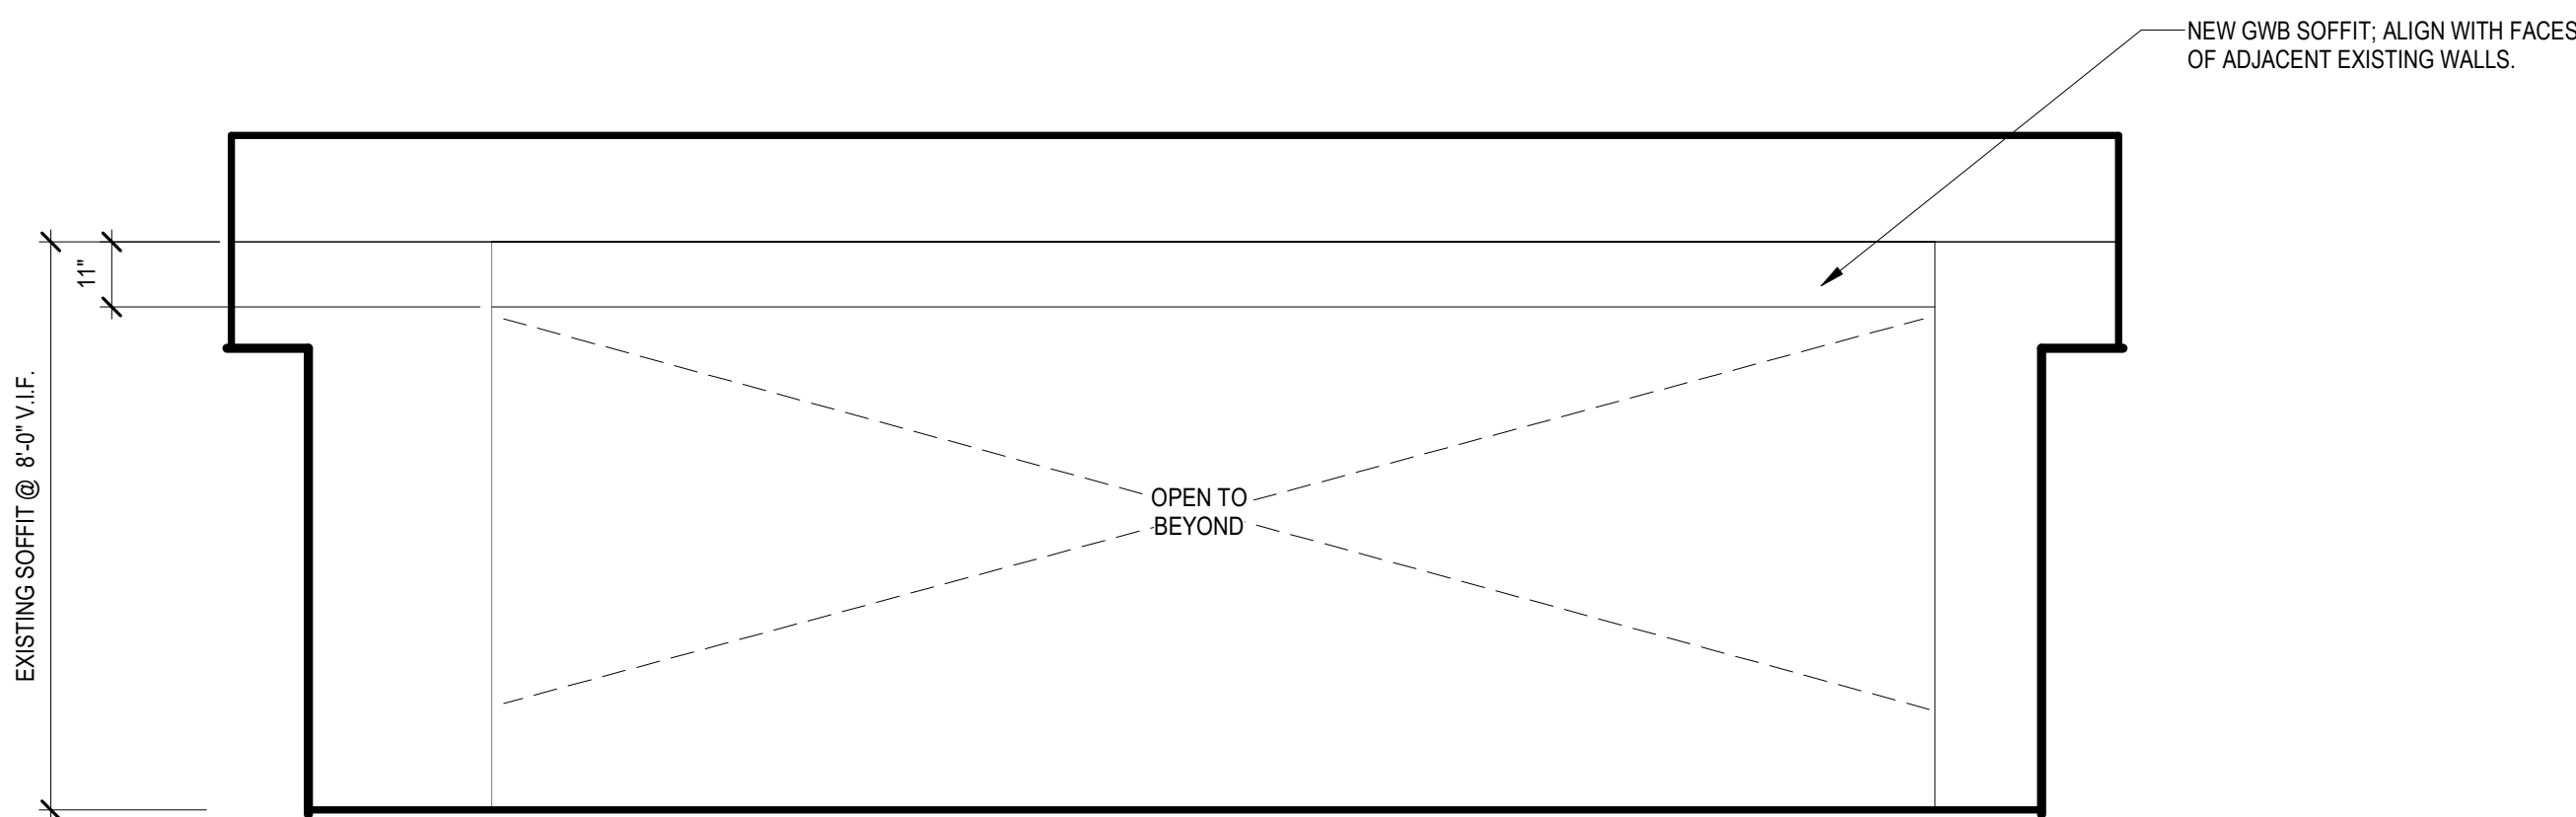 NEW GWB SOFFIT; ALIGN WITH FACES
OF ADJACENT EXISTING WALLS.
11"
EXISTING SOFFIT @ 8'-0" V.I.F.
OPEN TO
BEYOND